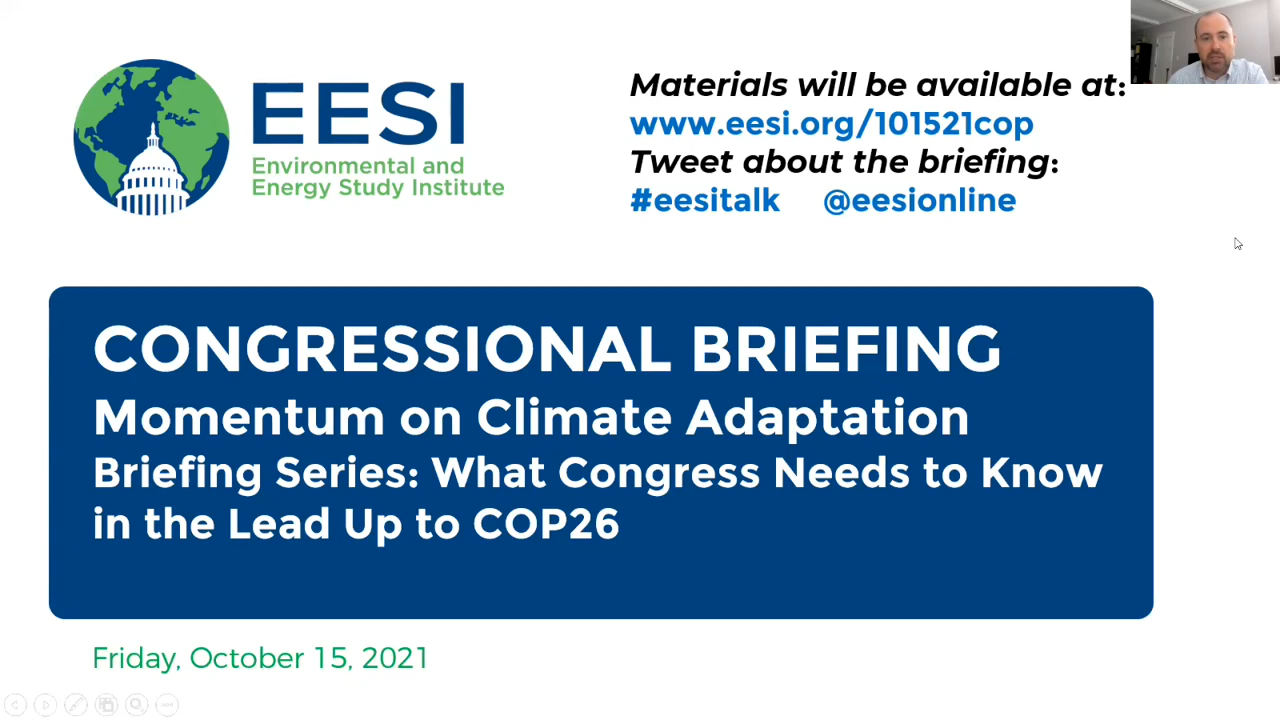 EESI
Environmental and
Energy Study Institute
Materials will be available at:
www.eesi.org/101521cop
Tweet about the briefing:
#eesitalk @eesionline
CONGRESSIONAL BRIEFING
Momentum on Climate Adaptation
Briefing Series: What Congress Needs to Know
in the Lead Up to COP26
Friday, October 15, 2021